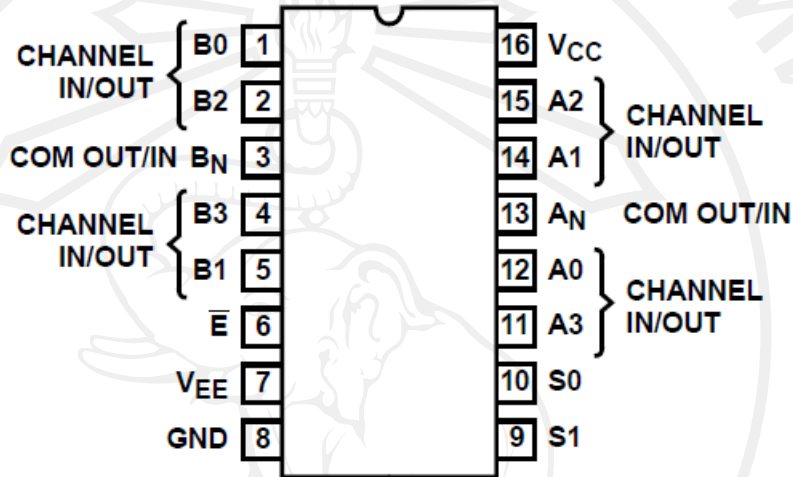 CHANNEL
IN/OUT
B0 1
B2 2
COM OUT/IN BN 3
CHANNEL
IN/OUT
B3 4
B1 5
E̅ 6
VEE 7
GND 8
16 VCC
15 A2
14 A1
CHANNEL
IN/OUT
13 AN COM OUT/IN
12 A0
11 A3
CHANNEL
IN/OUT
10 S0
9 S1